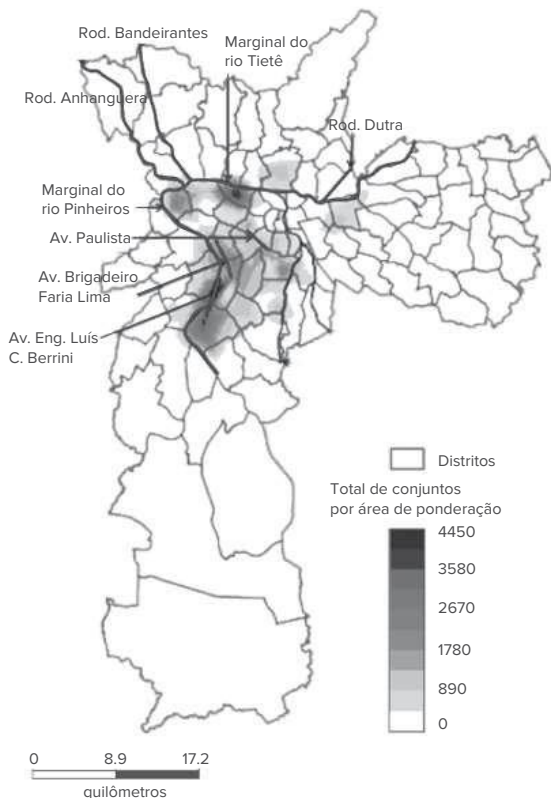 Rod. Bandeirantes
Marginal do
rio Tietê
Rod. Anhanguera
Rod. Dutra
Marginal do
rio Pinheiros
Av. Paulista
Av. Brigadeiro
Faria Lima
Av. Eng. Luís
C. Berrini
Distritos
Total de conjuntos
por área de ponderação
4450
3580
2670
1780
890
0
0 8.9 17.2
quilômetros